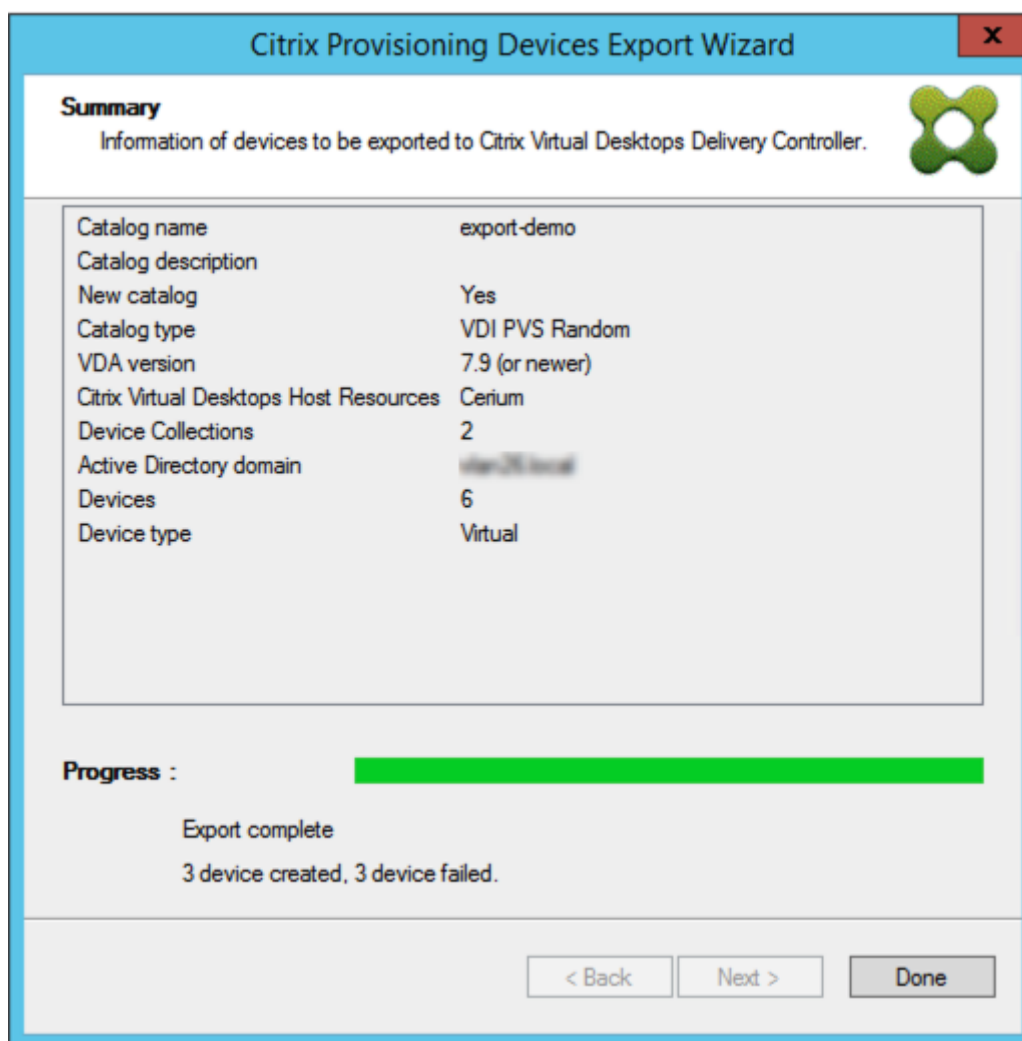 Citrix Provisioning Devices Export Wizard
x
Summary
Information of devices to be exported to Citrix Virtual Desktops Delivery Controller.
Catalog name export-demo
Catalog description
New catalog Yes
Catalog type VDI PVS Random
VDA version 7.9 (or newer)
Citrix Virtual Desktops Host Resources Cerium
Device Collections 2
Active Directory domain
Devices 6
Device type Virtual
Progress :
Export complete
3 device created, 3 device failed.
< Back Next > Done